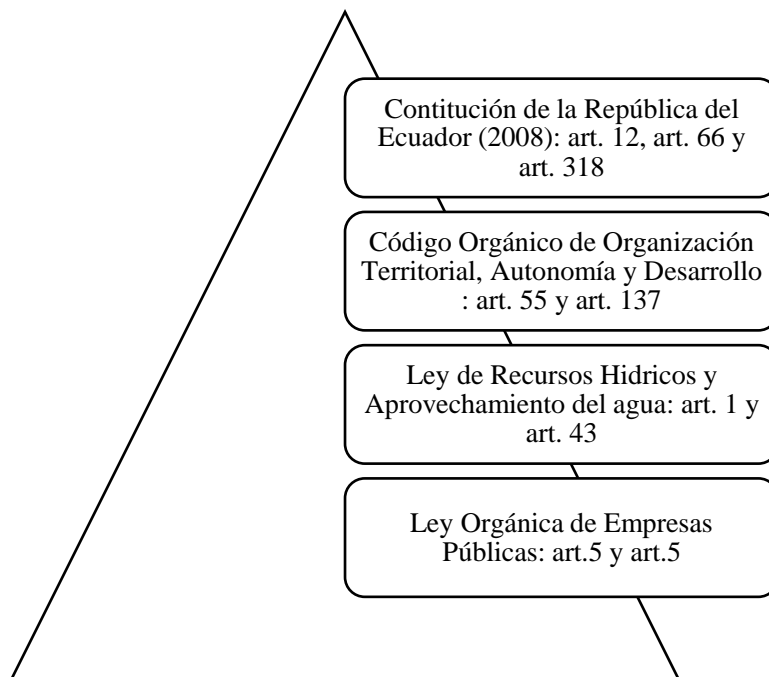 Contitución de la República del
Ecuador (2008): art. 12, art. 66 y
art. 318
Código Orgánico de Organización
Territorial, Autonomía y Desarrollo
: art. 55 y art. 137
Ley de Recursos Hidricos y
Aprovechamiento del agua: art. 1 y
art. 43
Ley Orgánica de Empresas
Públicas: art.5 y art.5